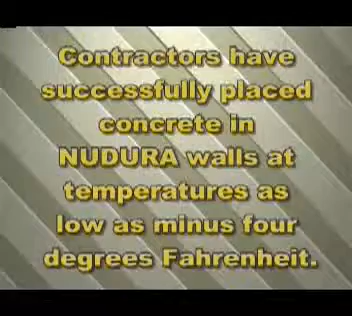 Contractors have
successfully placed
concrete in
NUDURA walls at
temperatures as
low as minus four
degrees Fahrenheit.